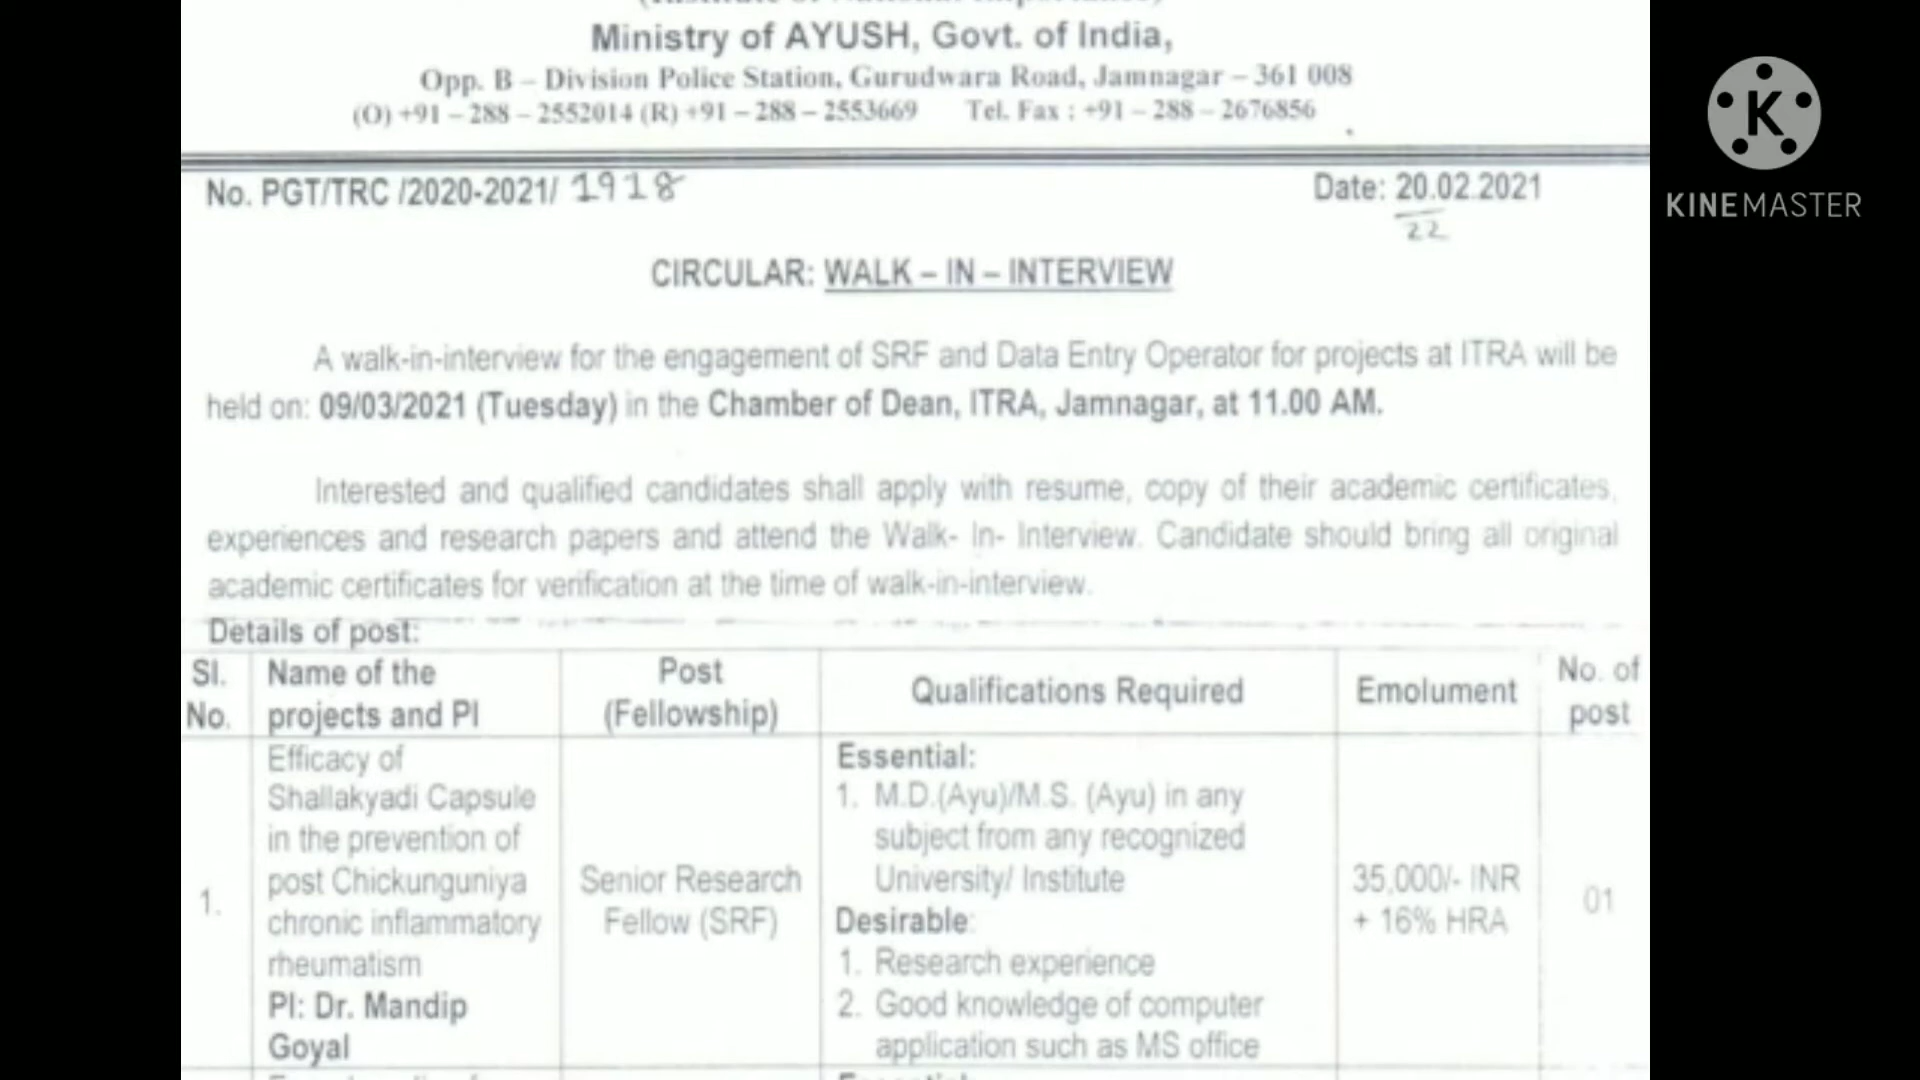 Ministry of AYUSH, Govt. of India,
Opp. B – Division Police Station, Gurudwara Road, Jamnagar – 361 008
(O) +91 – 288 – 2552014 (R) +91 – 288 – 2553669 Tel. Fax : +91 – 288 – 2676856
No. PGT/TRC /2020-2021/ 1918 Date: 20.02.2021
22
CIRCULAR: WALK – IN – INTERVIEW
A walk-in-interview for the engagement of SRF and Data Entry Operator for projects at ITRA will be
held on: 09/03/2021 (Tuesday) in the Chamber of Dean, ITRA, Jamnagar, at 11.00 AM.
Interested and qualified candidates shall apply with resume, copy of their academic certificates,
experiences and research papers and attend the Walk- In- Interview. Candidate should bring all original
academic certificates for verification at the time of walk-in-interview.
Details of post:
Sl. No.
Name of the projects and PI
Post (Fellowship)
Qualifications Required
Emolument
No. of post
1.
Efficacy of
Shallakyadi Capsule
in the prevention of
post Chickunguniya
chronic inflammatory
rheumatism
PI: Dr. Mandip
Goyal
Senior Research
Fellow (SRF)
Essential:
1. M.D.(Ayu)/M.S. (Ayu) in any
subject from any recognized
University/ Institute
Desirable:
1. Research experience
2. Good knowledge of computer
application such as MS office
35,000/- INR
+ 16% HRA
01
K
KINEMASTER